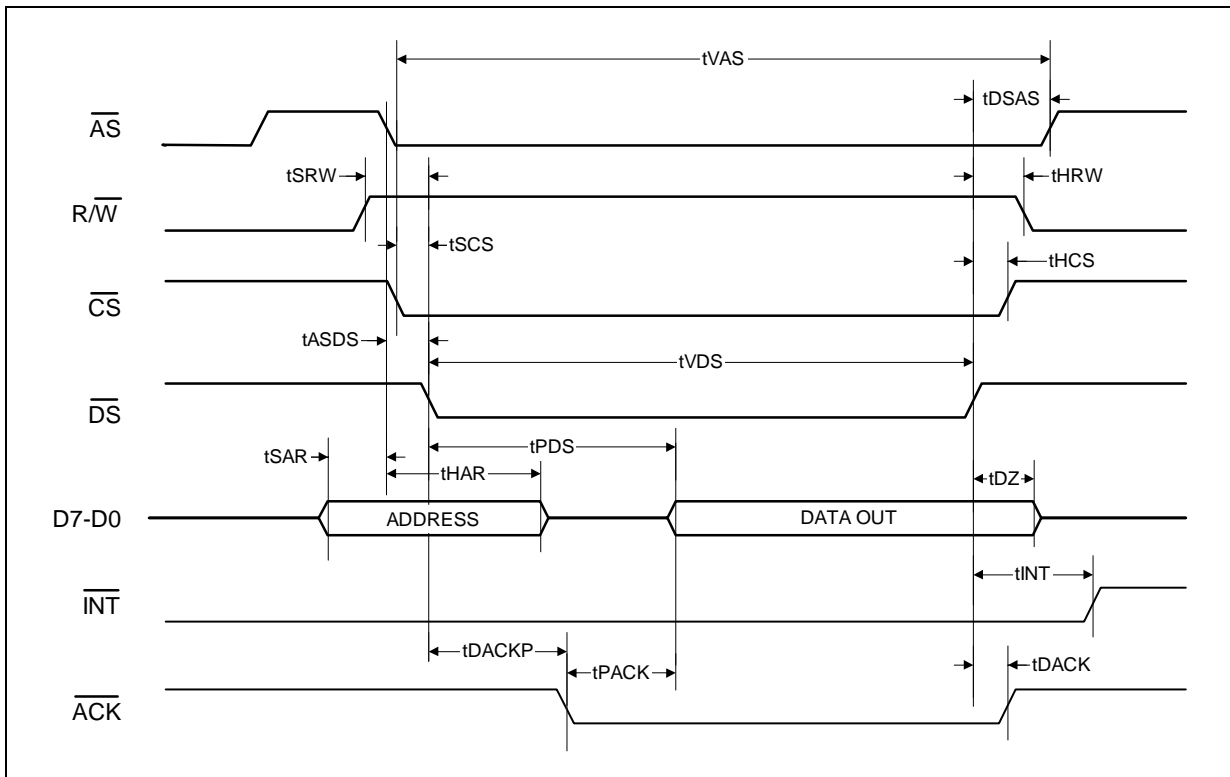 tVAS
tDSAS
AS
tSRW
tHRW
R/W
tSCS
tHCS
CS
tASDS
tVDS
DS
tPDS
tSAR
tHAR
tDZ
D7-D0
ADDRESS
DATA OUT
tINT
INT
tDACKP
tPACK
tDACK
ACK